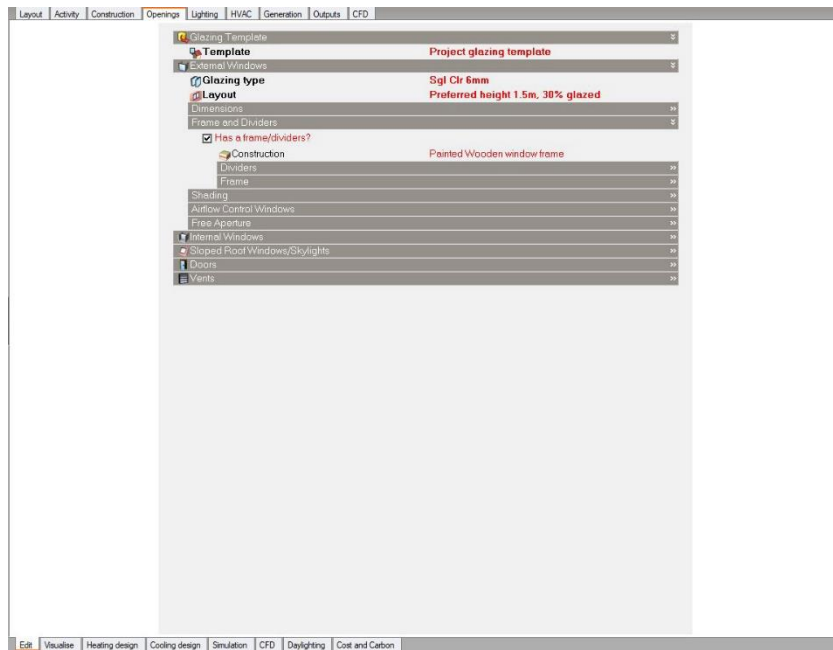 Layout Activity Construction Openings Lighting HVAC Generation Outputs CFD
Glazing Template
Template Project glazing template
External Windows
Glazing type Sgl Clr 6mm
Layout Preferred height 1.5m, 30% glazed
Dimensions
Frame and Dividers
Has a frame/dividers?
Construction Painted Wooden window frame
Dividers
Frame
Shading
Airflow Control Windows
Free Aperture
Internal Windows
Sloped Roof Windows/Skylights
Doors
Vents
Edit Visualise Heating design Cooling design Simulation CFD Daylighting Cost and Carbon